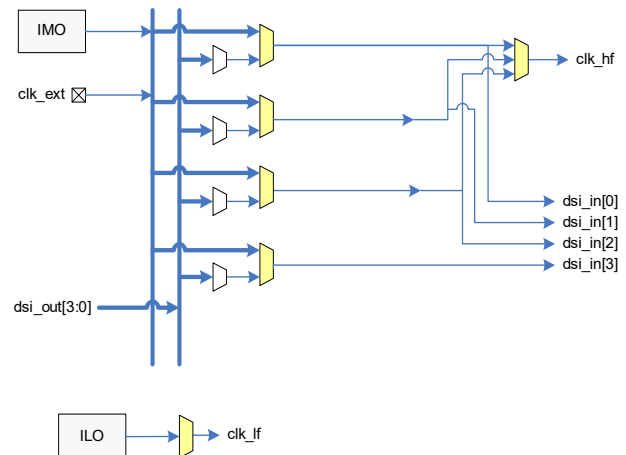 IMO
clk_ext
clk_hf
dsi_in[0]
dsi_in[1]
dsi_in[2]
dsi_in[3]
dsi_out[3:0]
ILO
clk_lf